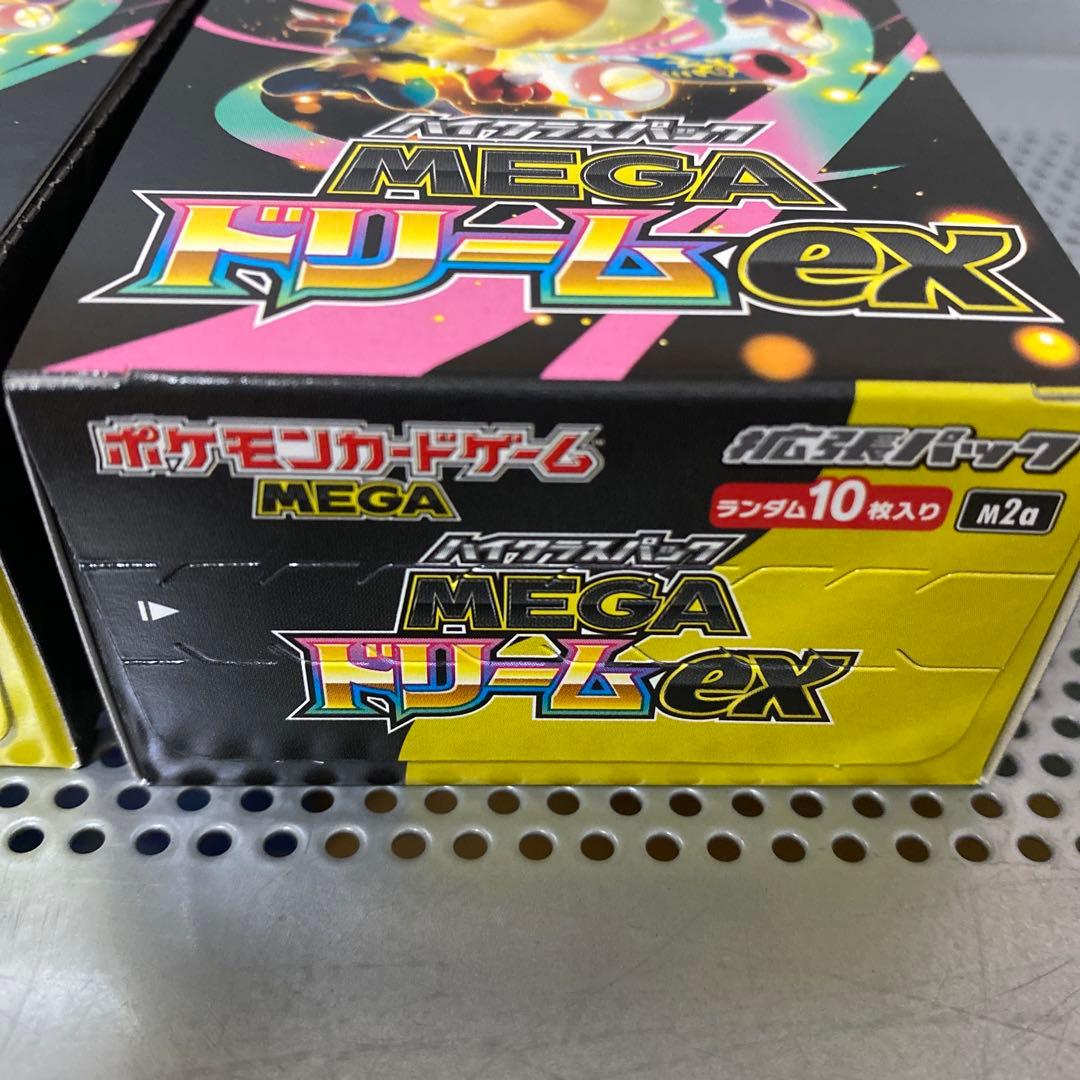 ハイクラスパック
MEGA
ドリームex
ポケモンカードゲーム
MEGA
拡張パック
ランダム10枚入り
M2a
ハイクラスパック
MEGA
ドリームex